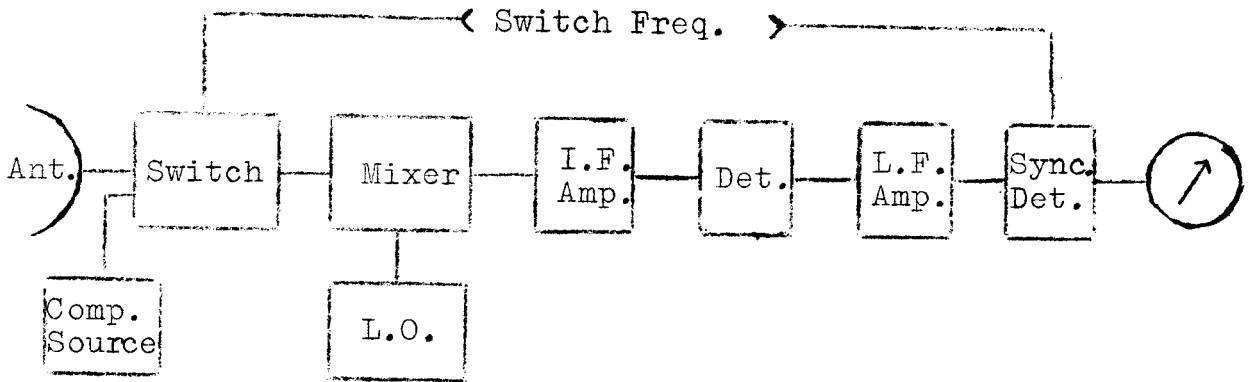 Switch Freq.
Ant.
Switch
Mixer
I.F.
Amp.
Det.
L.F.
Amp.
Sync.
Det.
Comp.
Source
L.O.